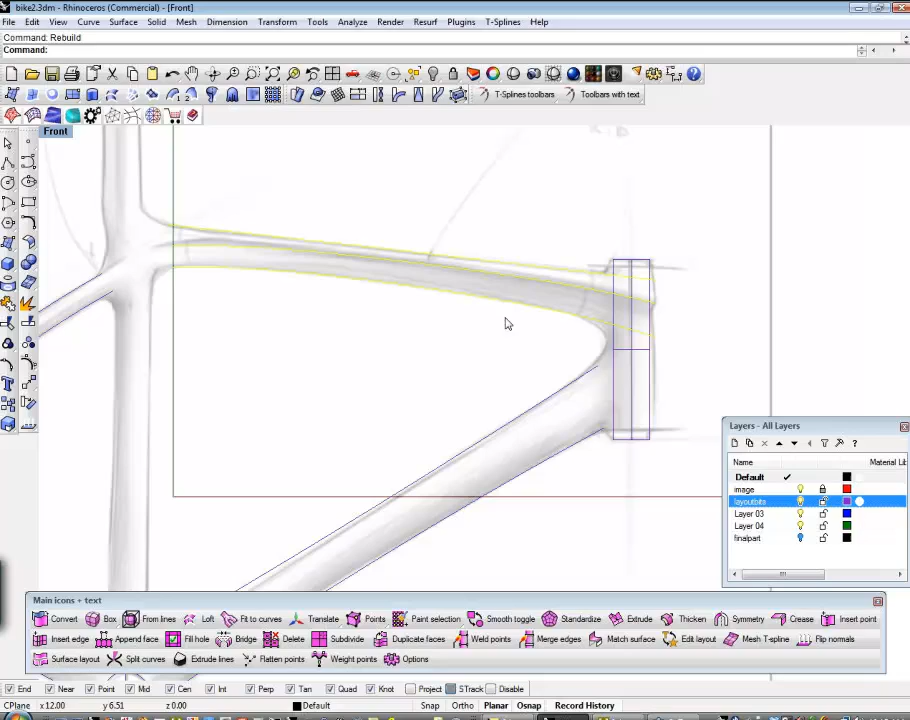 bike2.3dm - Rhinoceros (Commercial) - [Front]
File Edit View Curve Surface Solid Mesh Dimension Transform Tools Analyze Render Resurf Plugins T-Splines Help
Command: Rebuild
Command:
T-Splines toolbars Toolbars with text
Front
Layers - All Layers
Name Material Lib
Default
image
layoutbits
Layer 03
Layer 04
finalpart
Main icons + text
Convert Box From lines Loft Fit to curves Translate Points Paint selection Smooth toggle Standardize Extrude Thicken Symmetry Crease Insert point
Insert edge Append face Fill hole Bridge Delete Subdivide Duplicate faces Weld points Merge edges Match surface Edit layout Mesh T-spline Flip normals
Surface layout Split curves Extrude lines Flatten points Weight points Options
End Near Point Mid Cen Int Perp Tan Quad Knot Project STrack Disable
CPlane x 12.00 y 6.51 z 0.00 Default Snap Ortho Planar Osnap Record History